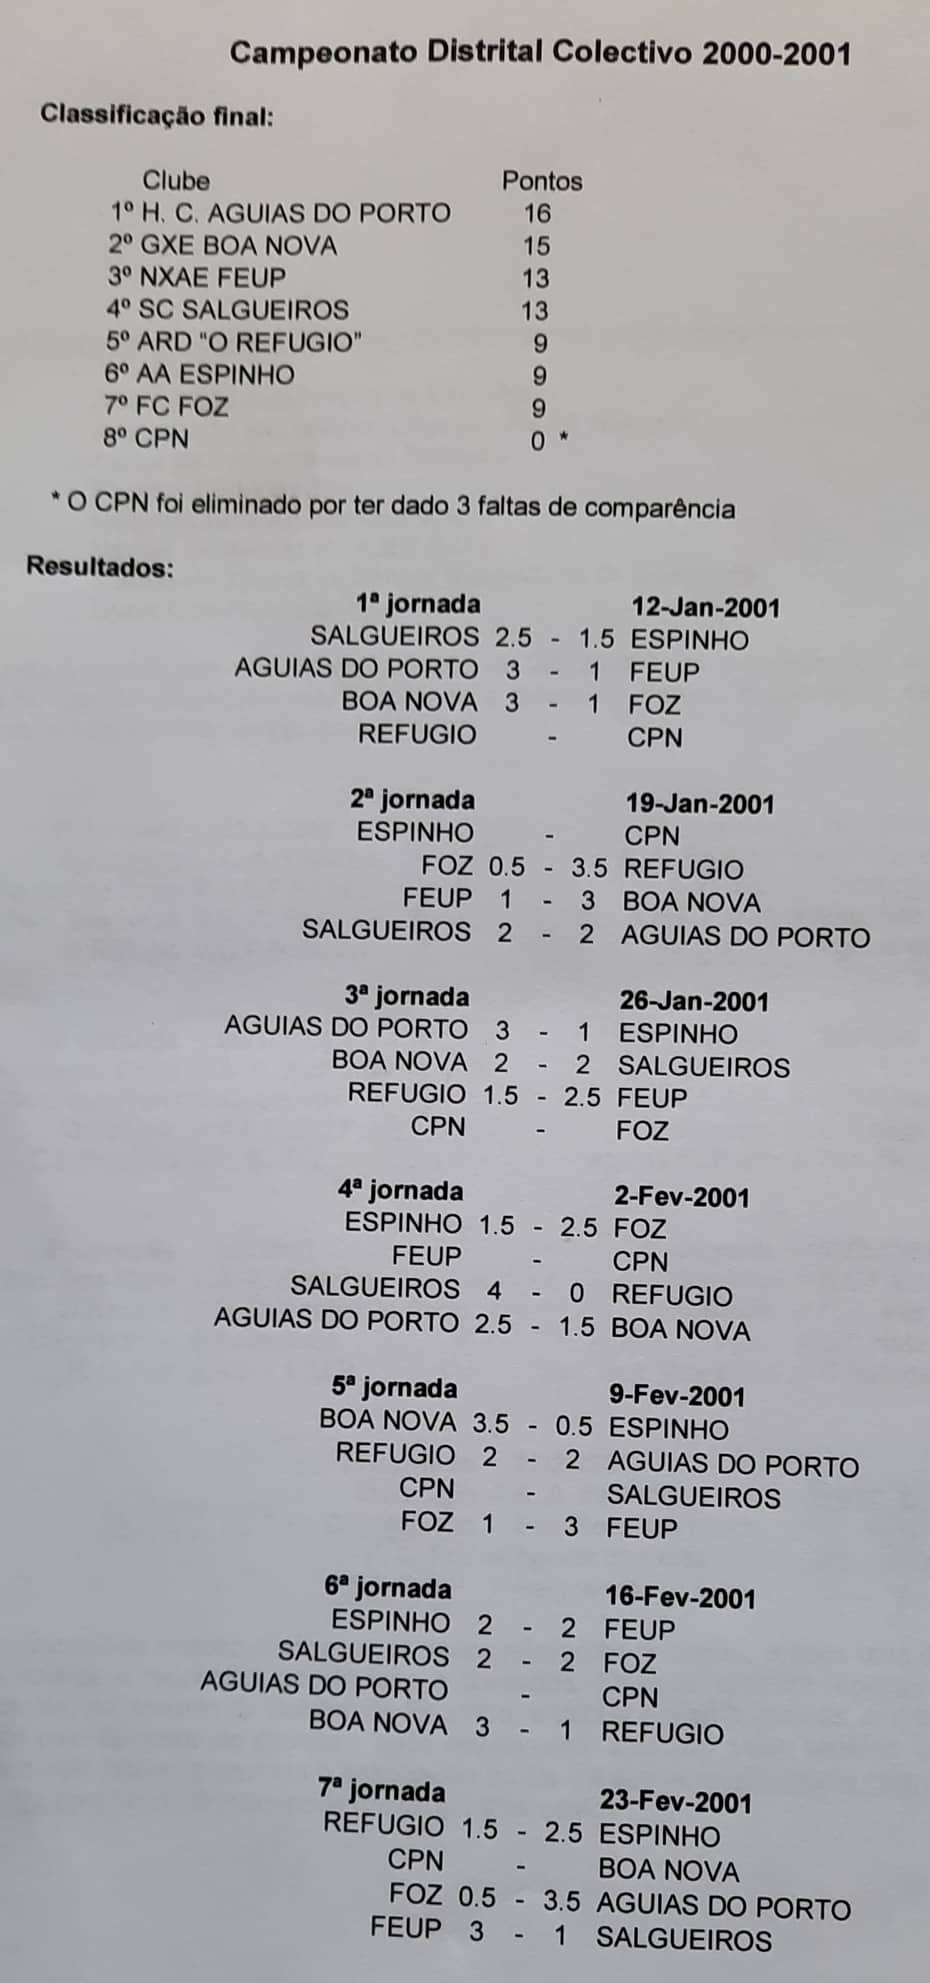 Campeonato Distrital Colectivo 2000-2001
Classificação final:
Clube Pontos
1º H. C. AGUIAS DO PORTO 16
2º GXE BOA NOVA 15
3º NXAE FEUP 13
4º SC SALGUEIROS 13
5º ARD "O REFUGIO" 9
6º AA ESPINHO 9
7º FC FOZ 9
8º CPN 0 *
* O CPN foi eliminado por ter dado 3 faltas de comparência
Resultados:
1ª jornada 12-Jan-2001
SALGUEIROS 2.5 - 1.5 ESPINHO
AGUIAS DO PORTO 3 - 1 FEUP
BOA NOVA 3 - 1 FOZ
REFUGIO - CPN
2ª jornada 19-Jan-2001
ESPINHO - CPN
FOZ 0.5 - 3.5 REFUGIO
FEUP 1 - 3 BOA NOVA
SALGUEIROS 2 - 2 AGUIAS DO PORTO
3ª jornada 26-Jan-2001
AGUIAS DO PORTO 3 - 1 ESPINHO
BOA NOVA 2 - 2 SALGUEIROS
REFUGIO 1.5 - 2.5 FEUP
CPN - FOZ
4ª jornada 2-Fev-2001
ESPINHO 1.5 - 2.5 FOZ
FEUP - CPN
SALGUEIROS 4 - 0 REFUGIO
AGUIAS DO PORTO 2.5 - 1.5 BOA NOVA
5ª jornada 9-Fev-2001
BOA NOVA 3.5 - 0.5 ESPINHO
REFUGIO 2 - 2 AGUIAS DO PORTO
CPN - SALGUEIROS
FOZ 1 - 3 FEUP
6ª jornada 16-Fev-2001
ESPINHO 2 - 2 FEUP
SALGUEIROS 2 - 2 FOZ
AGUIAS DO PORTO - CPN
BOA NOVA 3 - 1 REFUGIO
7ª jornada 23-Fev-2001
REFUGIO 1.5 - 2.5 ESPINHO
CPN - BOA NOVA
FOZ 0.5 - 3.5 AGUIAS DO PORTO
FEUP 3 - 1 SALGUEIROS